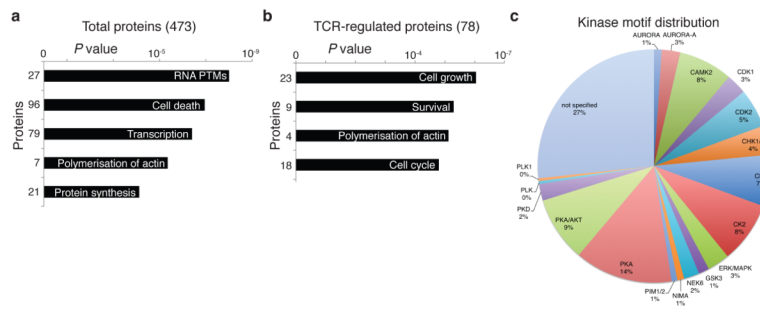 a
Total proteins (473)
P value
0
10-5
10-9
Proteins
27
RNA PTMs
96
Cell death
79
Transcription
7
Polymerisation of actin
21
Protein synthesis
b
TCR-regulated proteins (78)
P value
0
10-4
10-7
Proteins
23
Cell growth
9
Survival
4
Polymerisation of actin
18
Cell cycle
c
Kinase motif distribution
AURORA
1%
AURORA-A
3%
CAMK2
8%
CDK1
3%
CDK2
5%
CHK1/
4%
C
7
CK2
8%
ERK/MAPK
3%
GSK3
1%
NEK6
2%
NIMA
1%
PIM1/2
1%
PKA
14%
PKA/AKT
9%
PKD
2%
PLK
0%
PLK1
0%
not specified
27%